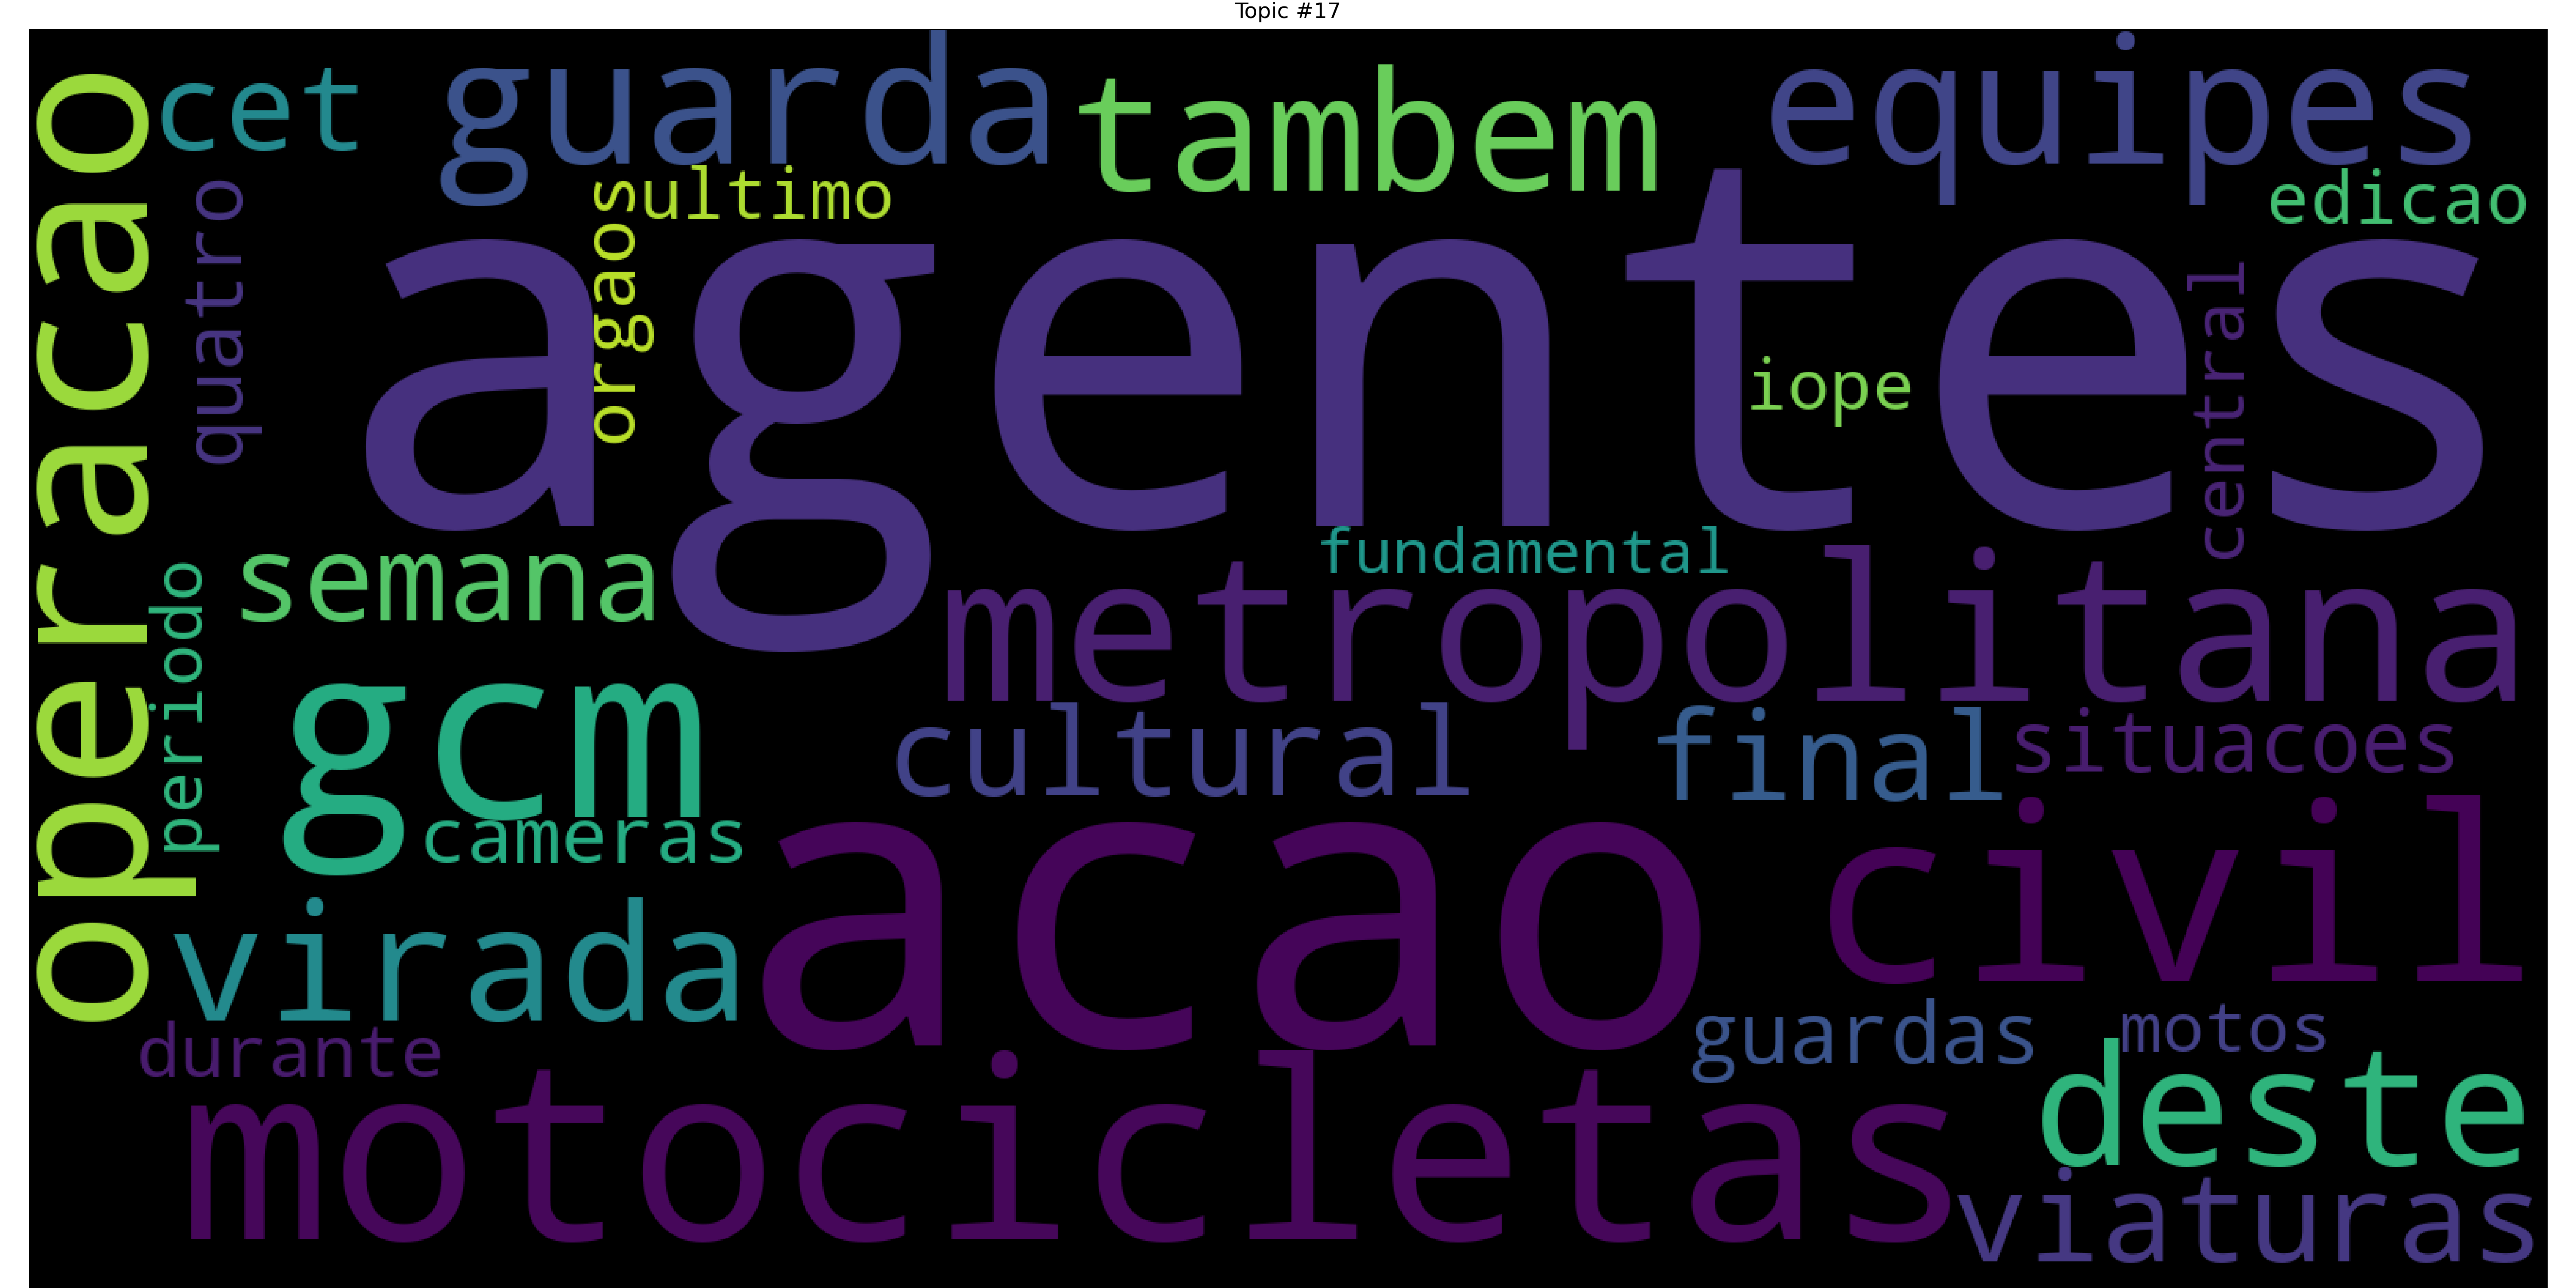 Topic #17
operacao
cet
guarda
tambem
equipes
quatro
orgaos
ultimo
edicao
agentes
iope
central
semana
fundamental
metropolitana
periodo
gcm
cultural
final
situacoes
cameras
acao
civil
virada
durante
guardas
motos
motocicletas
deste
viaturas